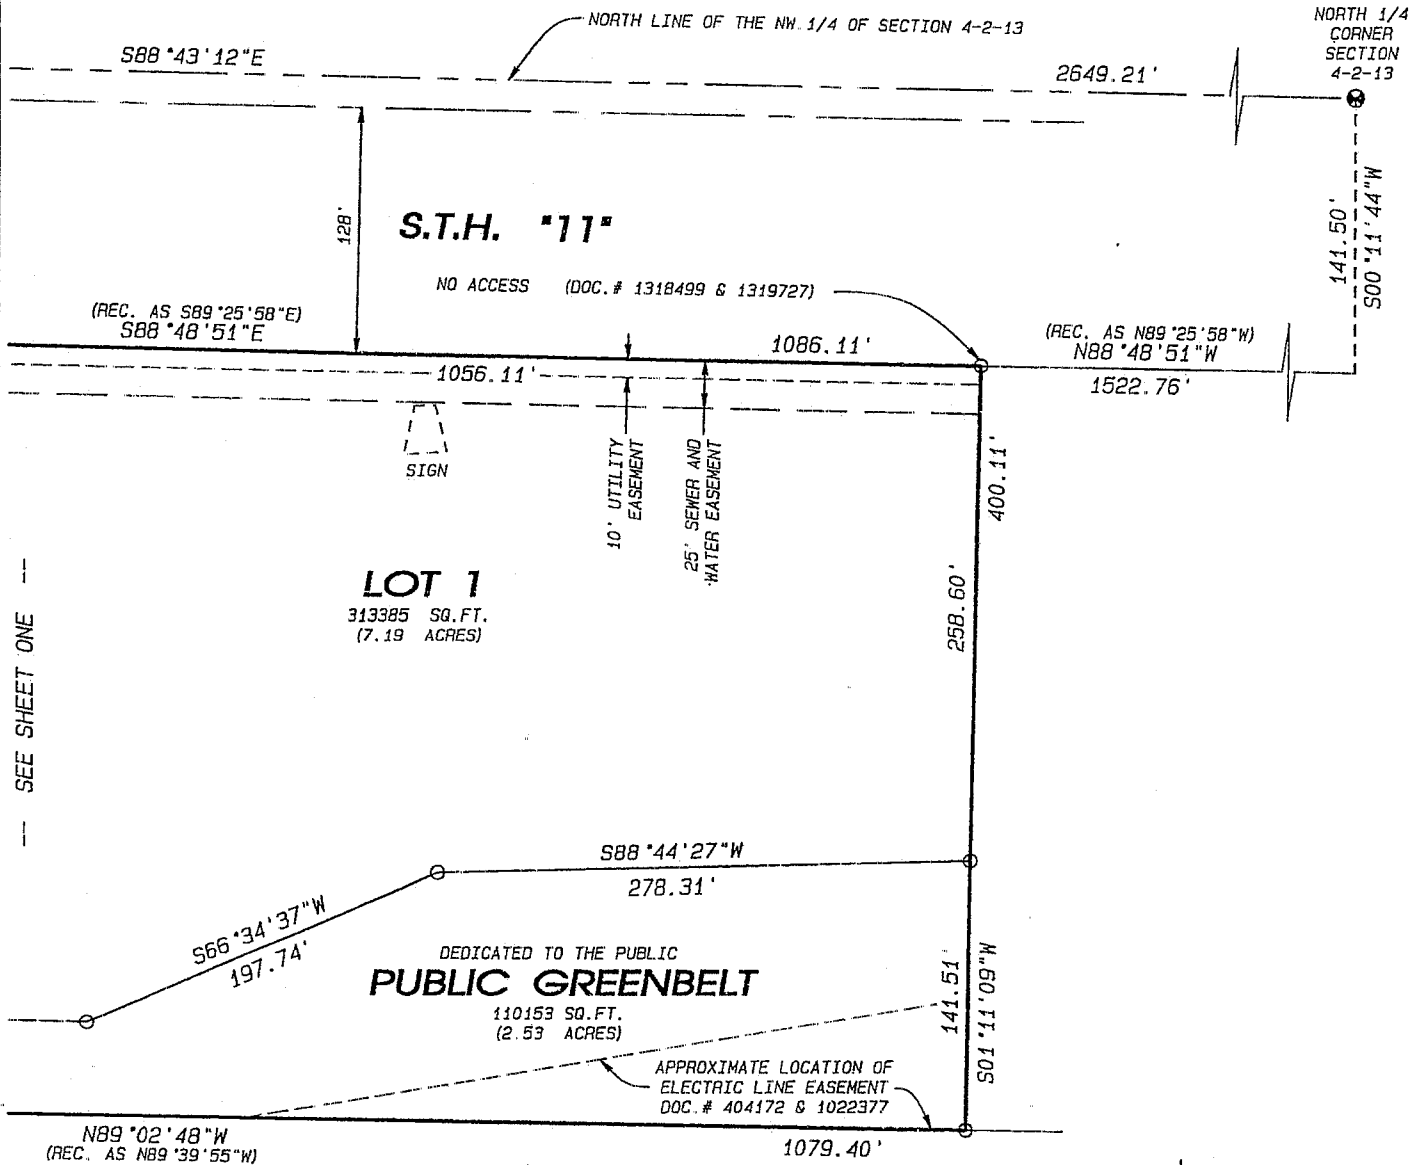 NORTH LINE OF THE NW. 1/4 OF SECTION 4-2-13
NORTH 1/4
CORNER
SECTION
4-2-13
S88°43'12"E
2649.21'
141.50'
S00°11'44"W
128'
S.T.H. "11"
NO ACCESS (DOC.# 1318499 & 1319727)
(REC. AS S89°25'58"E)
S88°48'51"E
1086.11'
(REC. AS N89°25'58"W)
N88°48'51"W
1522.76'
1056.11'
SIGN
10' UTILITY
EASEMENT
25' SEWER AND
WATER EASEMENT
400.11'
258.60'
LOT 1
313385 SQ.FT.
(7.19 ACRES)
— SEE SHEET ONE —
S88°44'27"W
278.31'
S66°34'37"W
197.74'
DEDICATED TO THE PUBLIC
PUBLIC GREENBELT
110153 SQ.FT.
(2.53 ACRES)
141.51'
S01°11'09"W
APPROXIMATE LOCATION OF
ELECTRIC LINE EASEMENT
DOC.# 404172 & 1022377
N89°02'48"W
(REC. AS N89°39'55"W)
1079.40'